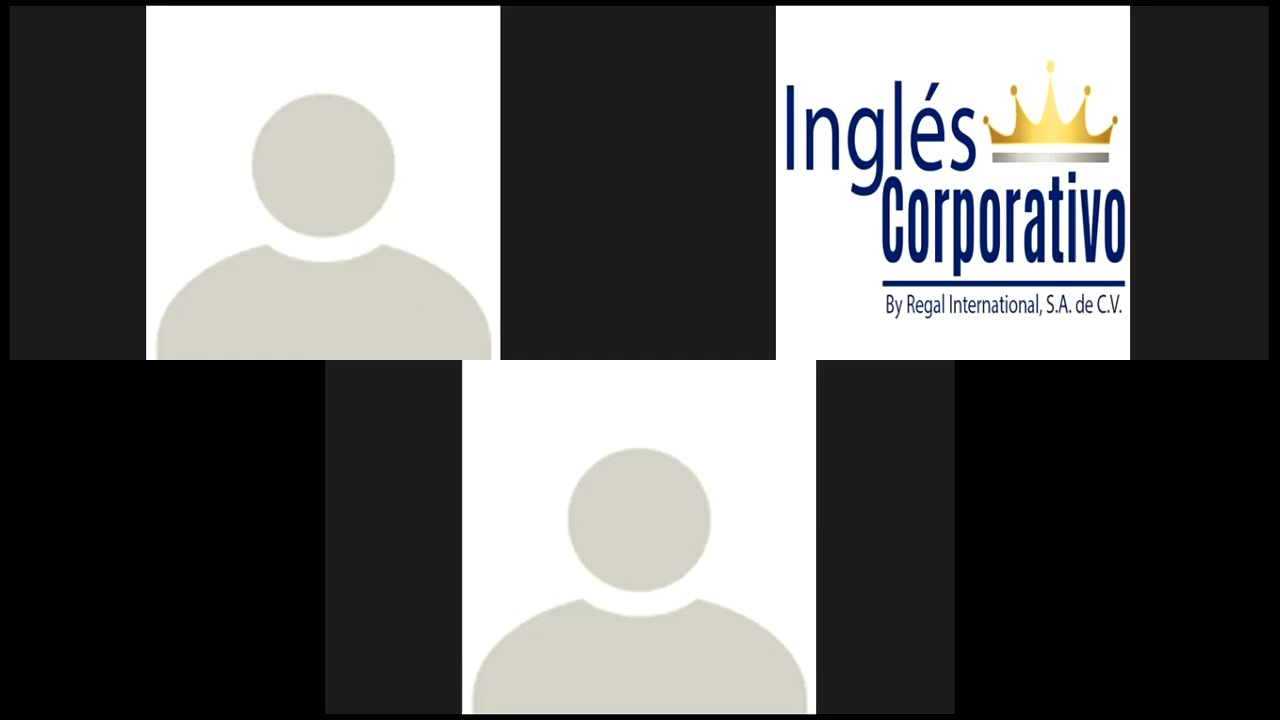 Inglés
Corporativo
By Regal International, S.A. de C.V.